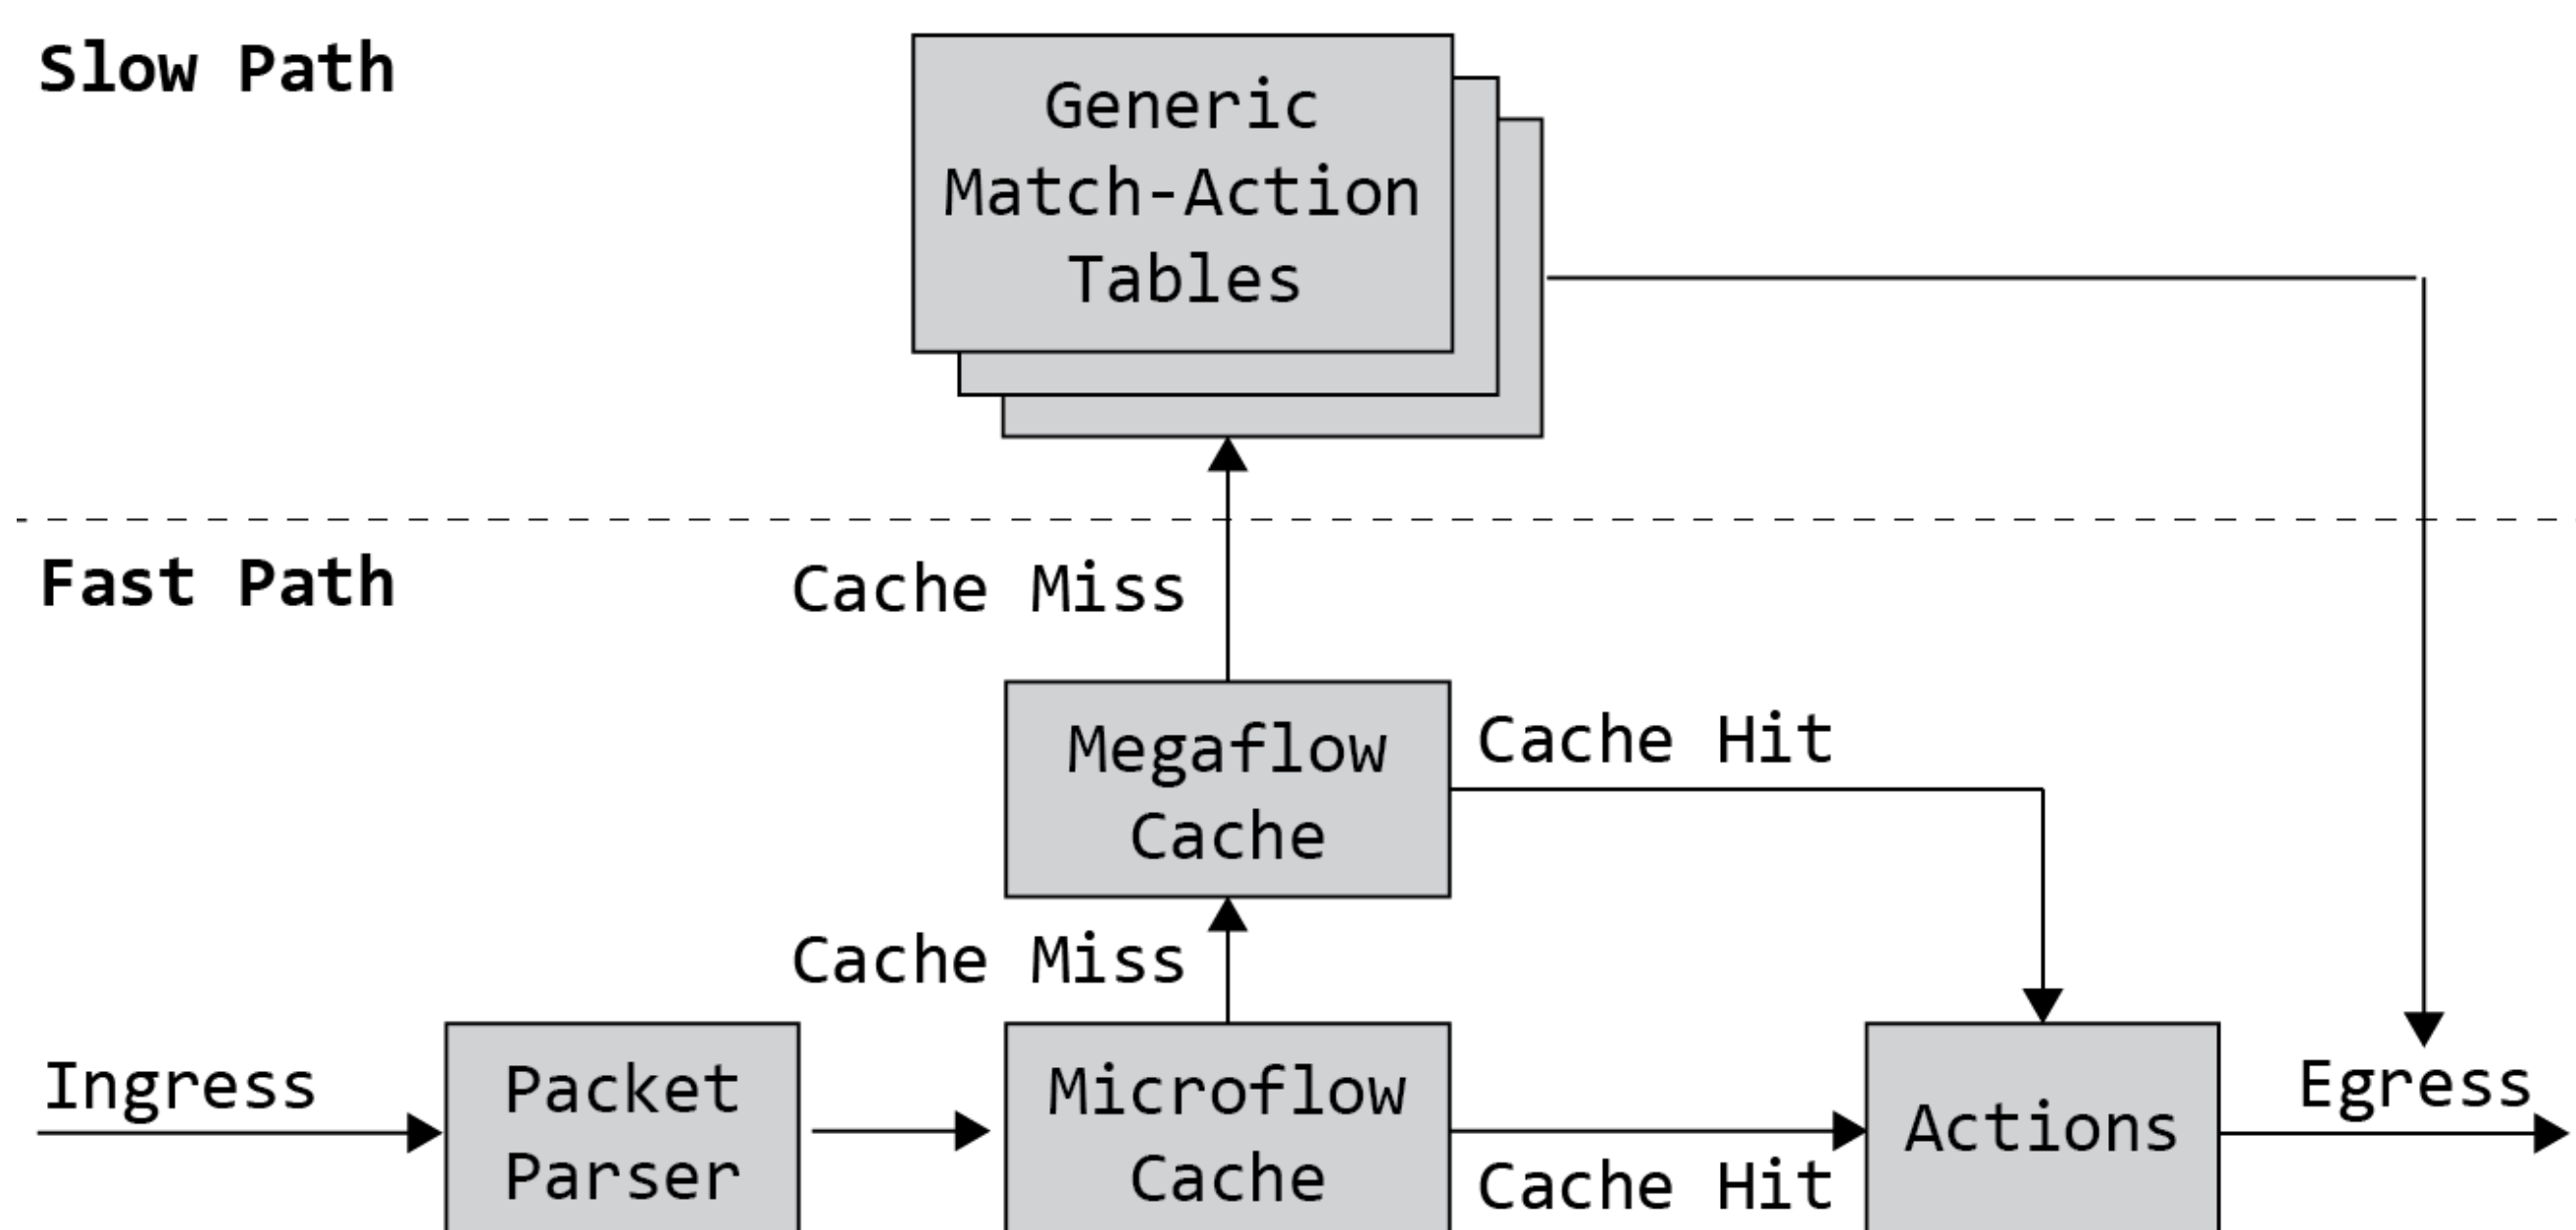 Slow Path
Generic
Match-Action
Tables
Fast Path
Cache Miss
Megaflow
Cache
Cache Hit
Cache Miss
Ingress
Packet
Parser
Microflow
Cache
Cache Hit
Actions
Egress